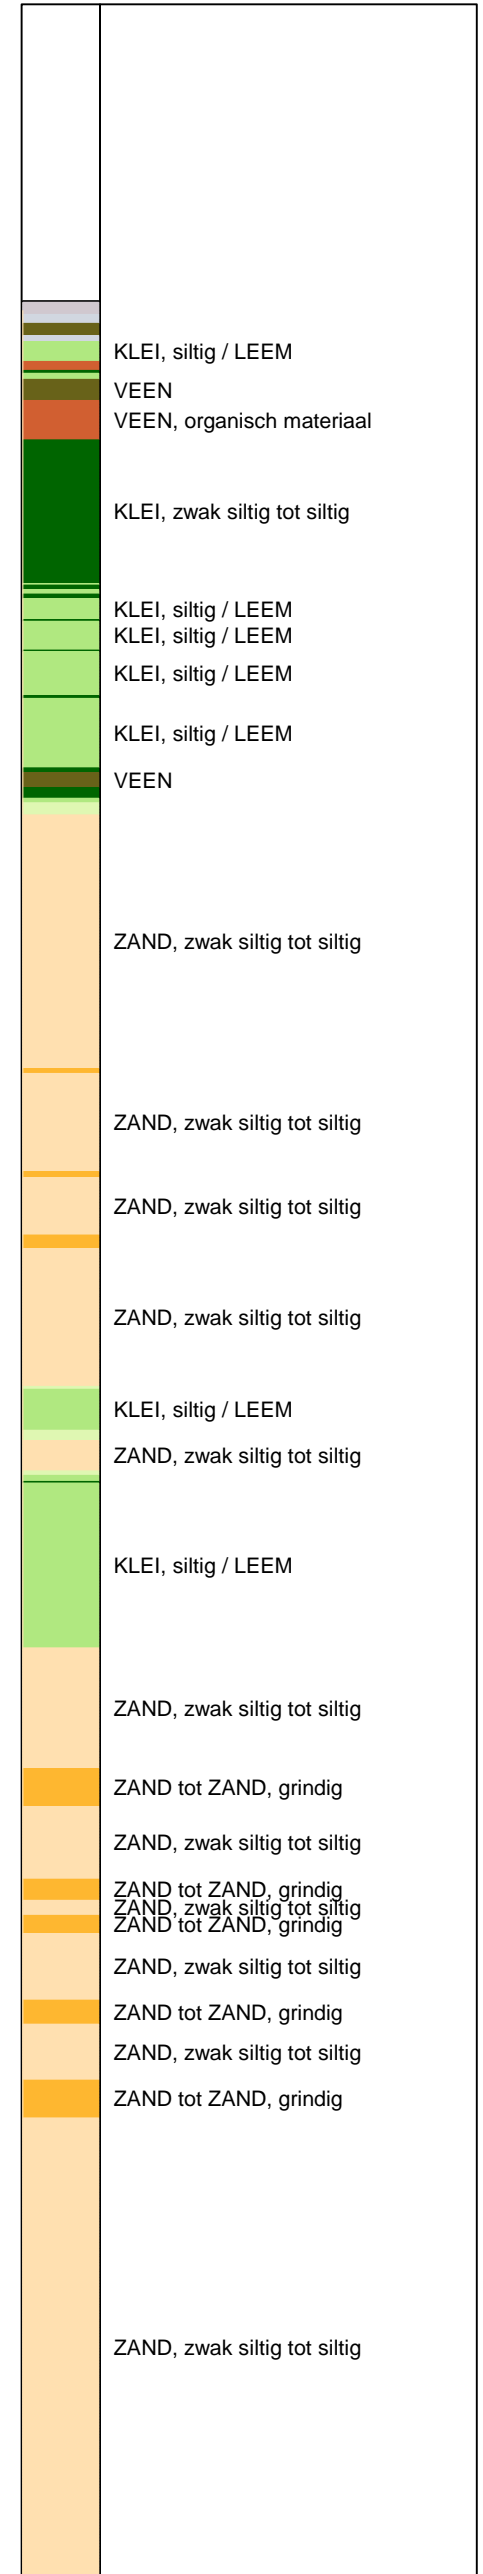 KLEI, siltig / LEEM
VEEN
VEEN, organisch materiaal
KLEI, zwak siltig tot siltig
KLEI, siltig / LEEM
KLEI, siltig / LEEM
KLEI, siltig / LEEM
KLEI, siltig / LEEM
VEEN
ZAND, zwak siltig tot siltig
ZAND, zwak siltig tot siltig
ZAND, zwak siltig tot siltig
ZAND, zwak siltig tot siltig
KLEI, siltig / LEEM
ZAND, zwak siltig tot siltig
KLEI, siltig / LEEM
ZAND, zwak siltig tot siltig
ZAND tot ZAND, grindig
ZAND, zwak siltig tot siltig
ZAND tot ZAND, grindig
ZAND, zwak siltig tot siltig
ZAND tot ZAND, grindig
ZAND, zwak siltig tot siltig
ZAND tot ZAND, grindig
ZAND, zwak siltig tot siltig
ZAND tot ZAND, grindig
ZAND, zwak siltig tot siltig